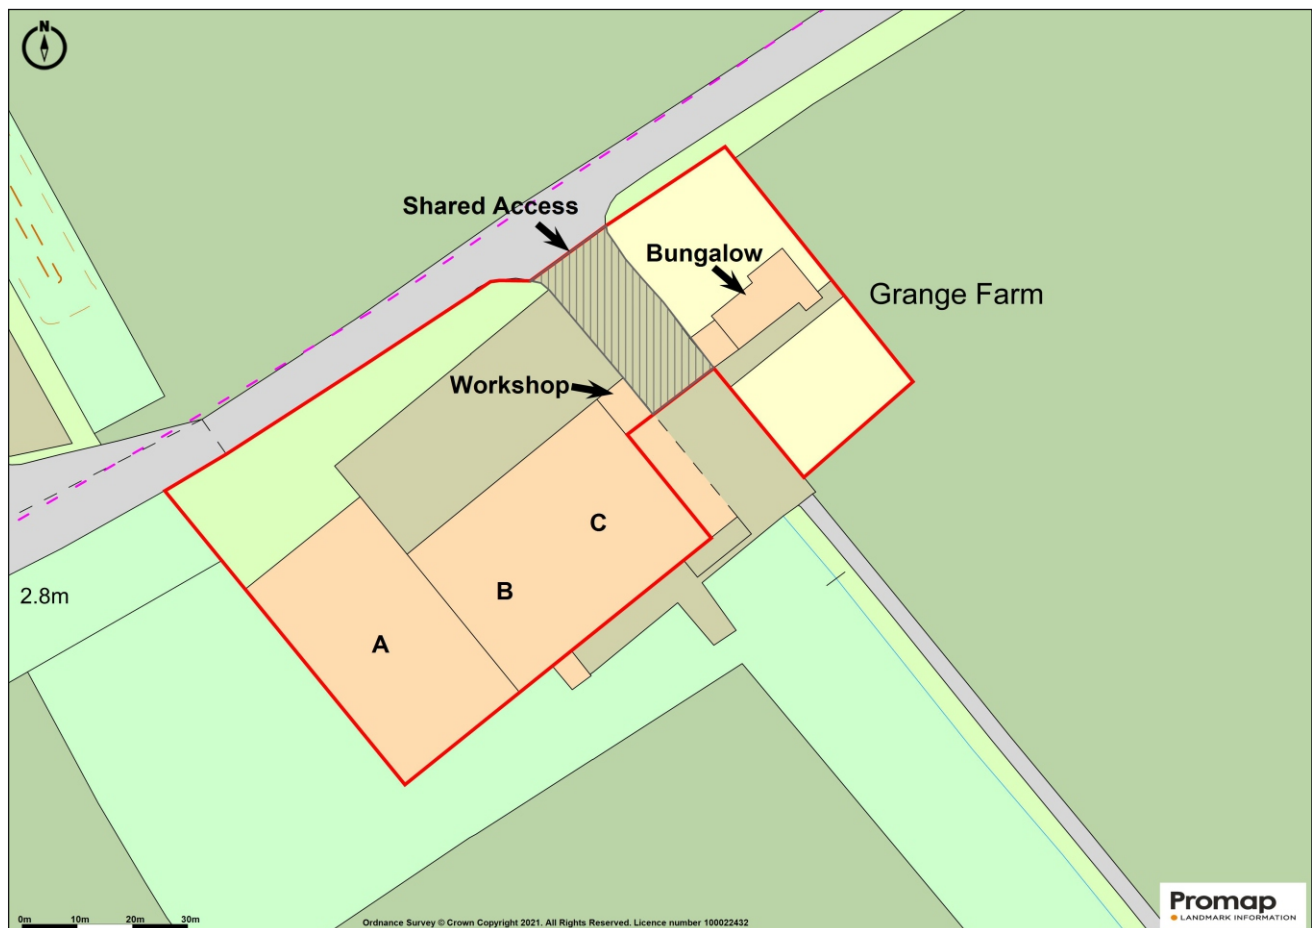 N
Shared Access
Bungalow
Grange Farm
Workshop
C
B
2.8m
A
0m 10m 20m 30m
Ordnance Survey © Crown Copyright 2021. All Rights Reserved. Licence number 100022432
Promap
LANDMARK INFORMATION